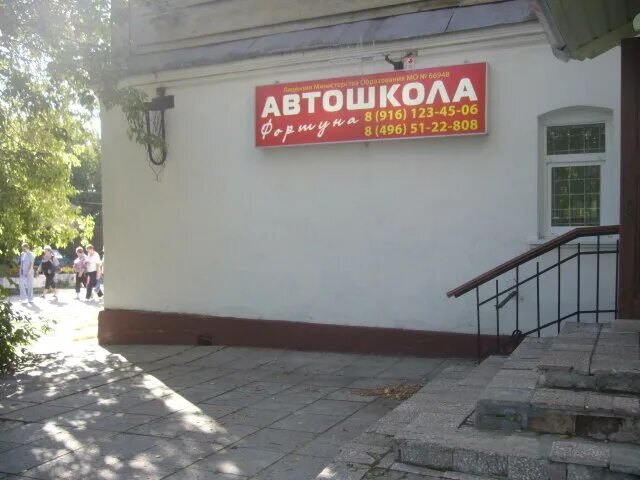 Лицензия Министерства Образования МО № 66948
АВТОШКОЛА
Фортуна
8 (916) 123-45-06
8 (496) 51-22-808